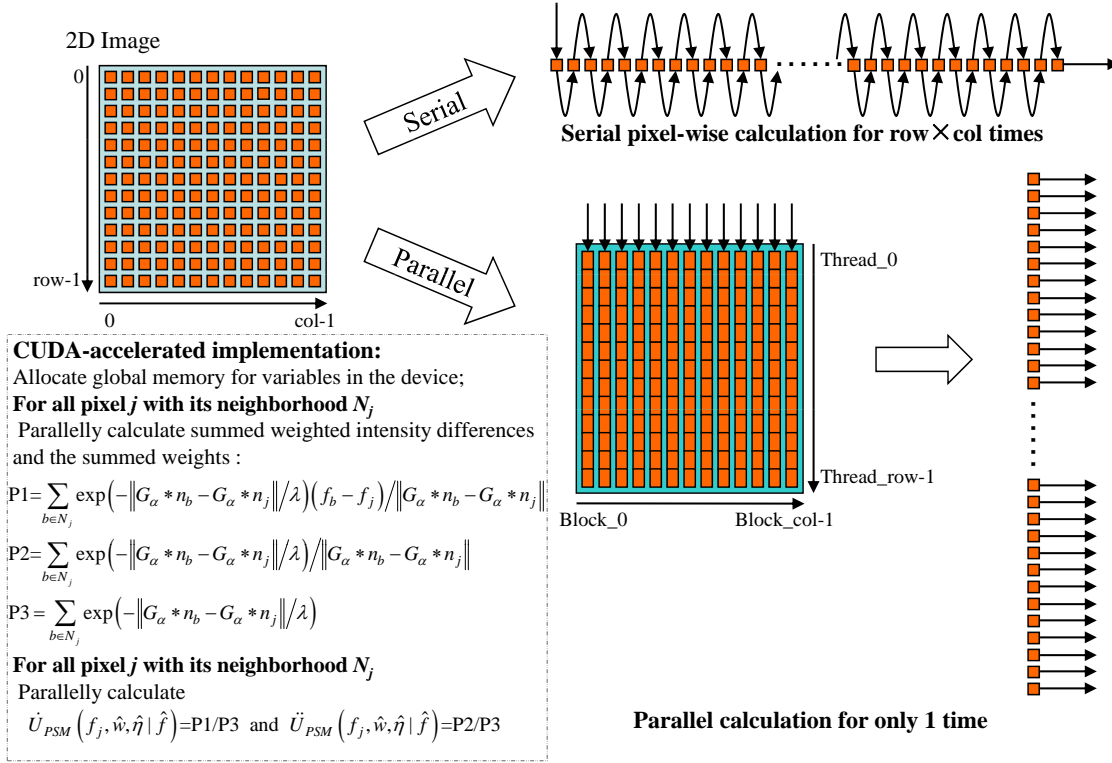 2D Image
0
row-1
0
col-1
Serial
Serial pixel-wise calculation for row×col times
Parallel
Thread_0
Thread_row-1
Block_0
Block_col-1
Parallel calculation for only 1 time
CUDA-accelerated implementation:
Allocate global memory for variables in the device;
For all pixel j with its neighborhood N_j
Parallelly calculate summed weighted intensity differences
and the summed weights :
P1=∑_{b∈N_j} exp(-‖G_α * n_b - G_α * n_j‖/λ)(f_b - f_j)/‖G_α * n_b - G_α * n_j‖
P2=∑_{b∈N_j} exp(-‖G_α * n_b - G_α * n_j‖/λ)/‖G_α * n_b - G_α * n_j‖
P3=∑_{b∈N_j} exp(-‖G_α * n_b - G_α * n_j‖/λ)
For all pixel j with its neighborhood N_j
Parallelly calculate
U̇_{PSM}(f_j, ŵ, η̂ | f̂)=P1/P3 and Ü_{PSM}(f_j, ŵ, η̂ | f̂)=P2/P3